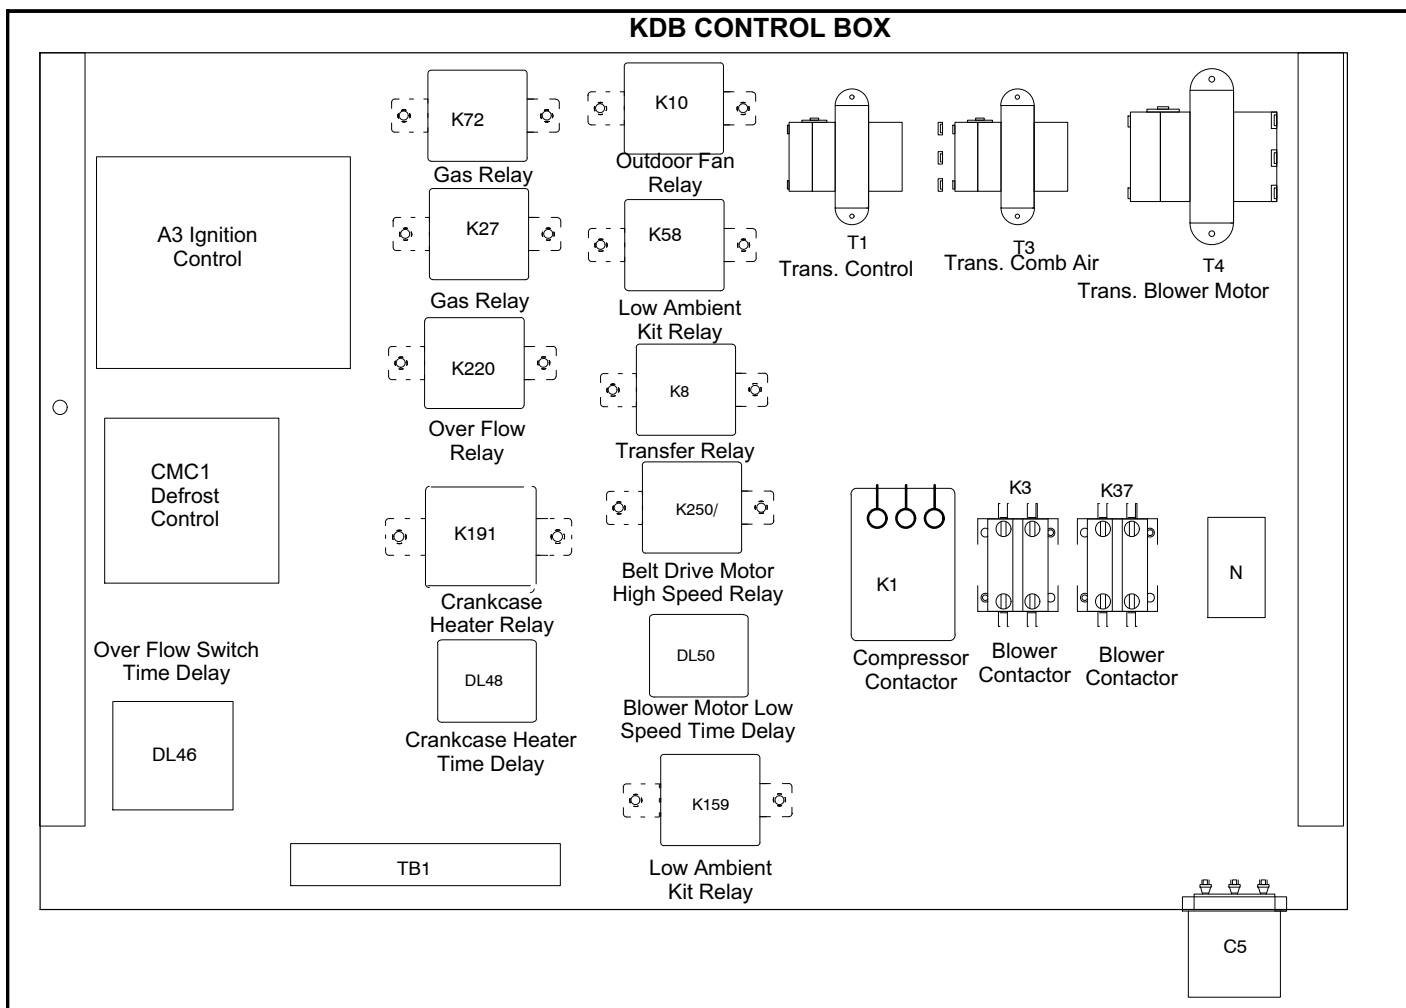 KDB CONTROL BOX
A3 Ignition
Control
CMC1
Defrost
Control
Over Flow Switch
Time Delay
DL46
K72
Gas Relay
K27
Gas Relay
K220
Over Flow
Relay
K191
Crankcase
Heater Relay
DL48
Crankcase Heater
Time Delay
TB1
K10
Outdoor Fan
Relay
K58
Low Ambient
Kit Relay
K8
Transfer Relay
K250/
Belt Drive Motor
High Speed Relay
DL50
Blower Motor Low
Speed Time Delay
K159
Low Ambient
Kit Relay
T1
Trans. Control
T3
Trans. Comb Air
T4
Trans. Blower Motor
K1
Compressor
Contactor
K3
Blower
Contactor
K37
Blower
Contactor
N
C5